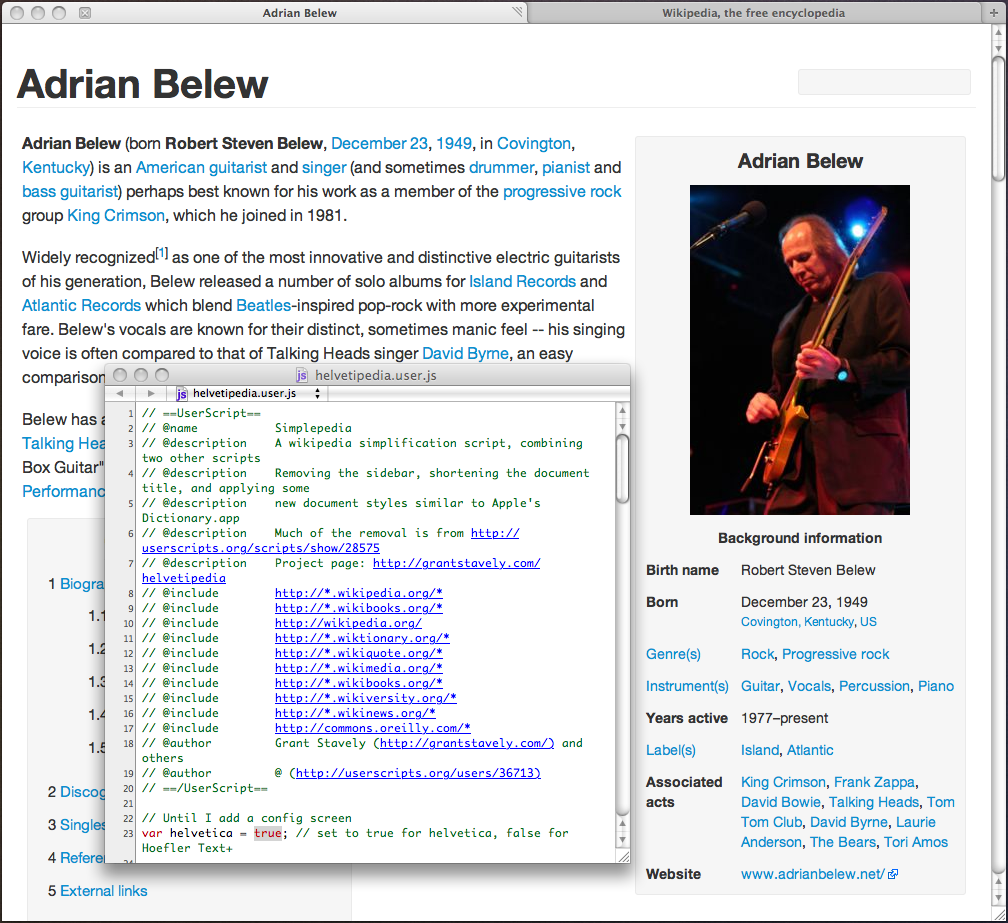 Adrian Belew
Wikipedia, the free encyclopedia
Adrian Belew
Adrian Belew (born Robert Steven Belew, December 23, 1949, in Covington,
Kentucky) is an American guitarist and singer (and sometimes drummer, pianist and
bass guitarist) perhaps best known for his work as a member of the progressive rock
group King Crimson, which he joined in 1981.
Widely recognized[1] as one of the most innovative and distinctive electric guitarists
of his generation, Belew released a number of solo albums for Island Records and
Atlantic Records which blend Beatles-inspired pop-rock with more experimental
fare. Belew's vocals are known for their distinct, sometimes manic feel -- his singing
voice is often compared to that of Talking Heads singer David Byrne, an easy
comparison
Belew has a
Talking Hea
Box Guitar"
Performanc
1 Biogra
1.1
1.2
1.3
1.4
1.5
2 Discog
3 Singles
4 Refere
5 External links
helvetipedia.user.js
helvetipedia.user.js
1 // ==UserScript==
2 // @name Simplepedia
3 // @description A wikipedia simplification script, combining
two other scripts
4 // @description Removing the sidebar, shortening the document
title, and applying some
5 // @description new document styles similar to Apple's
Dictionary.app
6 // @description Much of the removal is from http://
userscripts.org/scripts/show/28575
7 // @description Project page: http://grantstavely.com/
helvetipedia
8 // @include http://*.wikipedia.org/*
9 // @include http://*.wikibooks.org/*
10 // @include http://wikipedia.org/
11 // @include http://*.wiktionary.org/*
12 // @include http://*.wikiquote.org/*
13 // @include http://*.wikimedia.org/*
14 // @include http://*.wikibooks.org/*
15 // @include http://*.wikiversity.org/*
16 // @include http://*.wikinews.org/*
17 // @include http://commons.oreilly.com/*
18 // @author Grant Stavely (http://grantstavely.com/) and
others
19 // @author @ (http://userscripts.org/users/36713)
20 // ==/UserScript==
21
22 // Until I add a config screen
23 var helvetica = true; // set to true for helvetica, false for
Hoefler Text+
Adrian Belew
Background information
Birth name Robert Steven Belew
Born December 23, 1949
Covington, Kentucky, US
Genre(s) Rock, Progressive rock
Instrument(s) Guitar, Vocals, Percussion, Piano
Years active 1977–present
Label(s) Island, Atlantic
Associated acts King Crimson, Frank Zappa,
David Bowie, Talking Heads, Tom
Tom Club, David Byrne, Laurie
Anderson, The Bears, Tori Amos
Website www.adrianbelew.net/